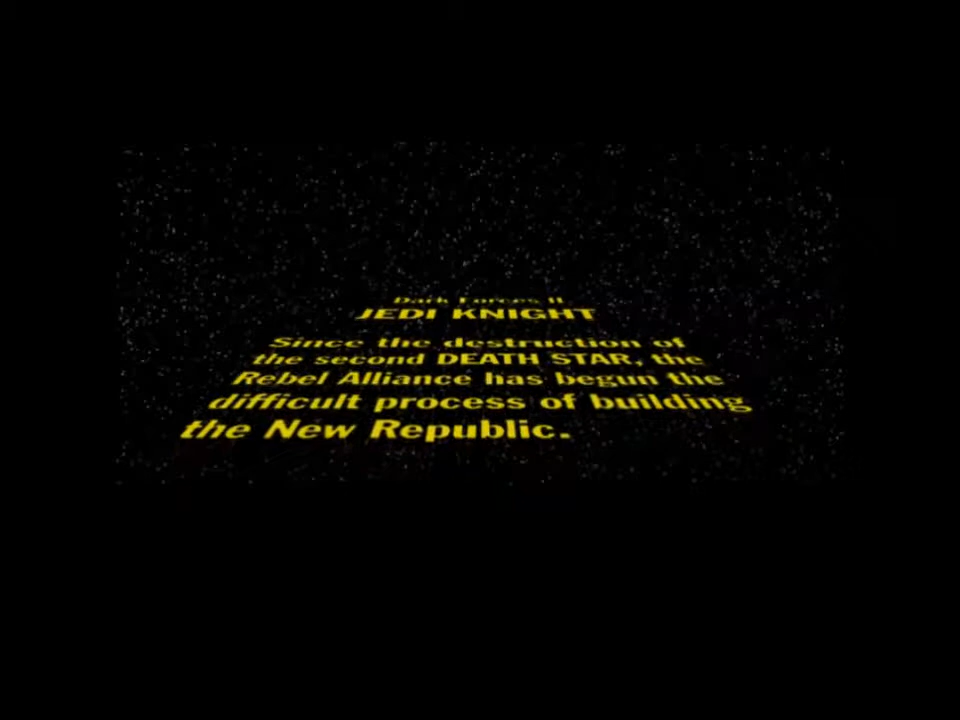 Dark Forces II
JEDI KNIGHT
Since the destruction of
the second DEATH STAR, the
Rebel Alliance has begun the
difficult process of building
the New Republic.